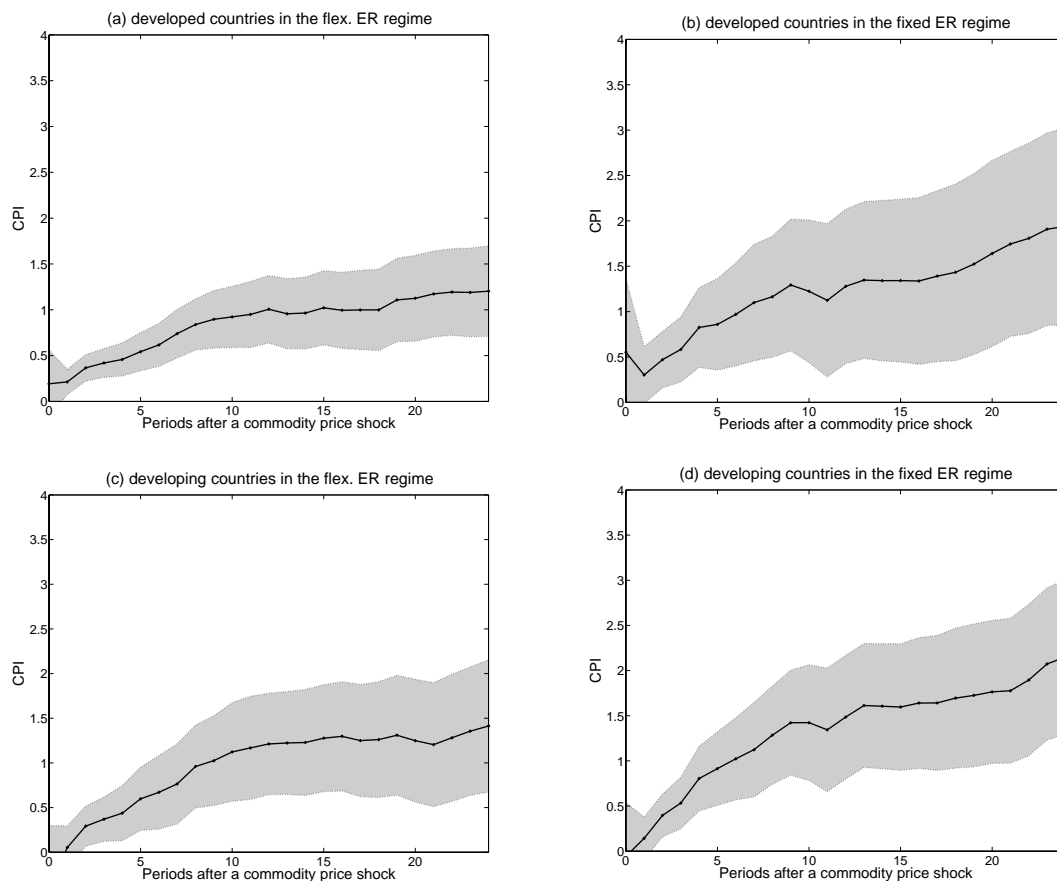 (a) developed countries in the flex. ER regime
4
3.5
3
2.5
2
1.5
1
0.5
0
CPI
0 5 10 15 20
Periods after a commodity price shock
(b) developed countries in the fixed ER regime
4
3.5
3
2.5
2
1.5
1
0.5
0
CPI
0 5 10 15 20
Periods after a commodity price shock
(c) developing countries in the flex. ER regime
4
3.5
3
2.5
2
1.5
1
0.5
0
CPI
0 5 10 15 20
Periods after a commodity price shock
(d) developing countries in the fixed ER regime
4
3.5
3
2.5
2
1.5
1
0.5
0
CPI
0 5 10 15 20
Periods after a commodity price shock